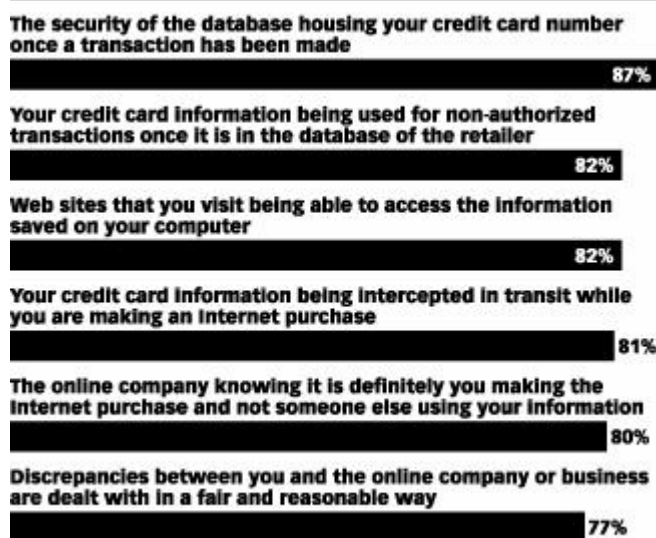 The security of the database housing your credit card number
once a transaction has been made
87%
Your credit card information being used for non-authorized
transactions once it is in the database of the retailer
82%
Web sites that you visit being able to access the information
saved on your computer
82%
Your credit card information being intercepted in transit while
you are making an Internet purchase
81%
The online company knowing it is definitely you making the
Internet purchase and not someone else using your information
80%
Discrepancies between you and the online company or business
are dealt with in a fair and reasonable way
77%